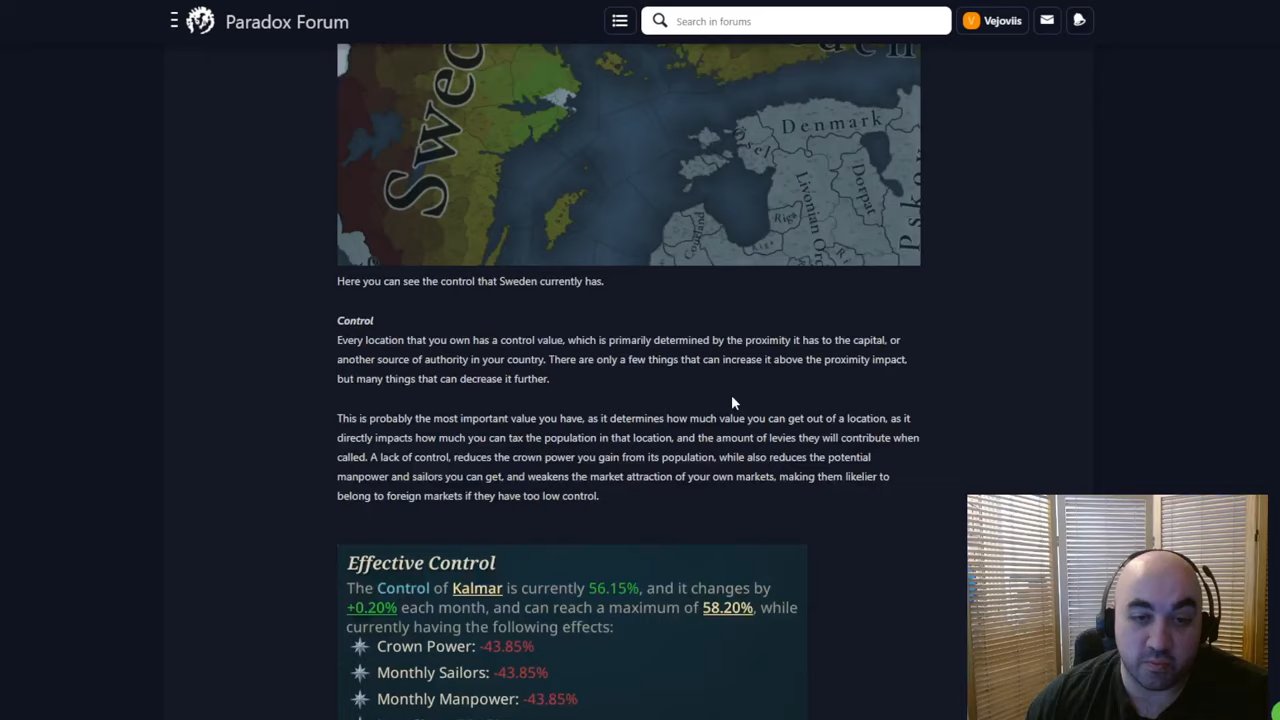 Paradox Forum
Search in forums
V Vejoviis
Swed
Denmark
Osel
Livonian Or
Dorpat
Pskov
Riga
Courland
Here you can see the control that Sweden currently has.
Control
Every location that you own has a control value, which is primarily determined by the proximity it has to the capital, or
another source of authority in your country. There are only a few things that can increase it above the proximity impact,
but many things that can decrease it further.
This is probably the most important value you have, as it determines how much value you can get out of a location, as it
directly impacts how much you can tax the population in that location, and the amount of levies they will contribute when
called. A lack of control, reduces the crown power you gain from its population, while also reduces the potential
manpower and sailors you can get, and weakens the market attraction of your own markets, making them likelier to
belong to foreign markets if they have too low control.
Effective Control
The Control of Kalmar is currently 56.15%, and it changes by
+0.20% each month, and can reach a maximum of 58.20%, while
currently having the following effects:
Crown Power: -43.85%
Monthly Sailors: -43.85%
Monthly Manpower: -43.85%